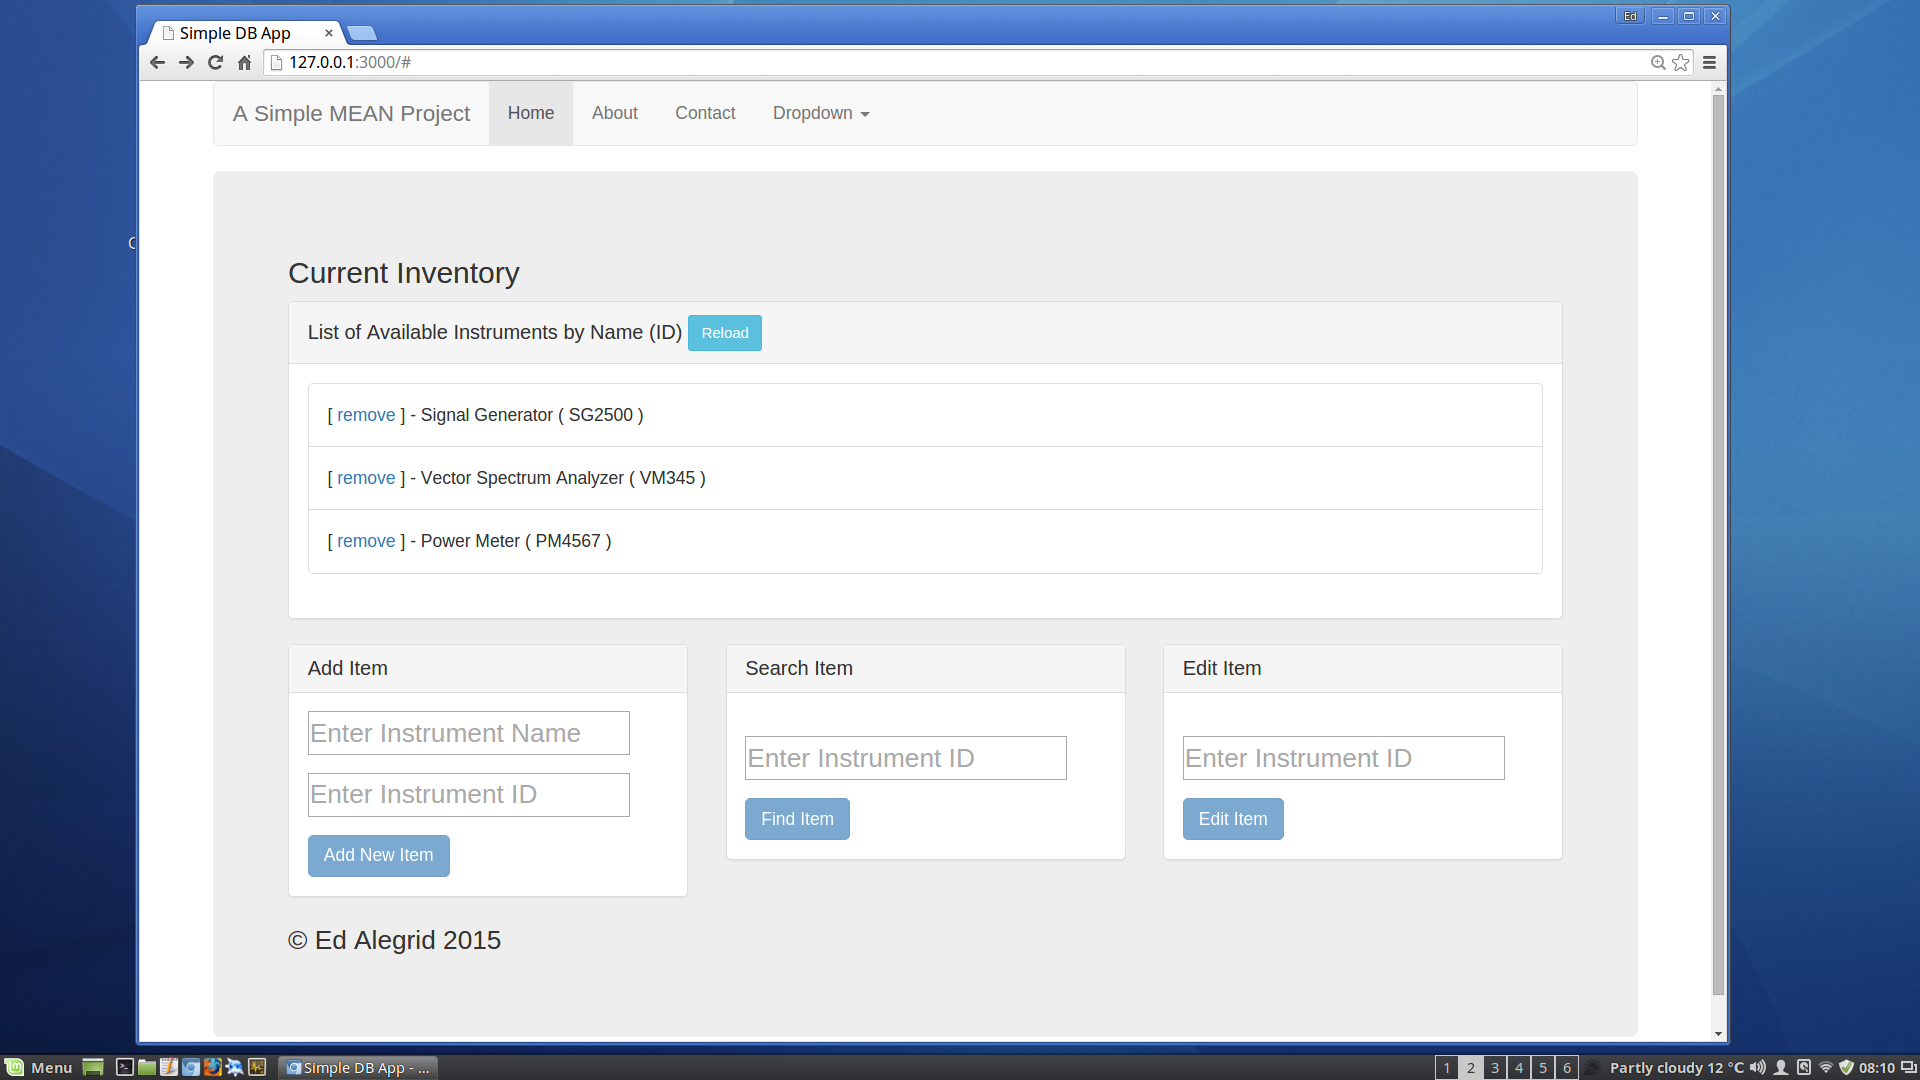 Ed
Simple DB App
127.0.0.1:3000/#
A Simple MEAN Project Home About Contact Dropdown
Current Inventory
List of Available Instruments by Name (ID) Reload
[ remove ] - Signal Generator ( SG2500 )
[ remove ] - Vector Spectrum Analyzer ( VM345 )
[ remove ] - Power Meter ( PM4567 )
Add Item
Enter Instrument Name
Enter Instrument ID
Add New Item
Search Item
Enter Instrument ID
Find Item
Edit Item
Enter Instrument ID
Edit Item
© Ed Alegrid 2015
Menu Simple DB App - ... 1 2 3 4 5 6 Partly cloudy 12 °C 08:10